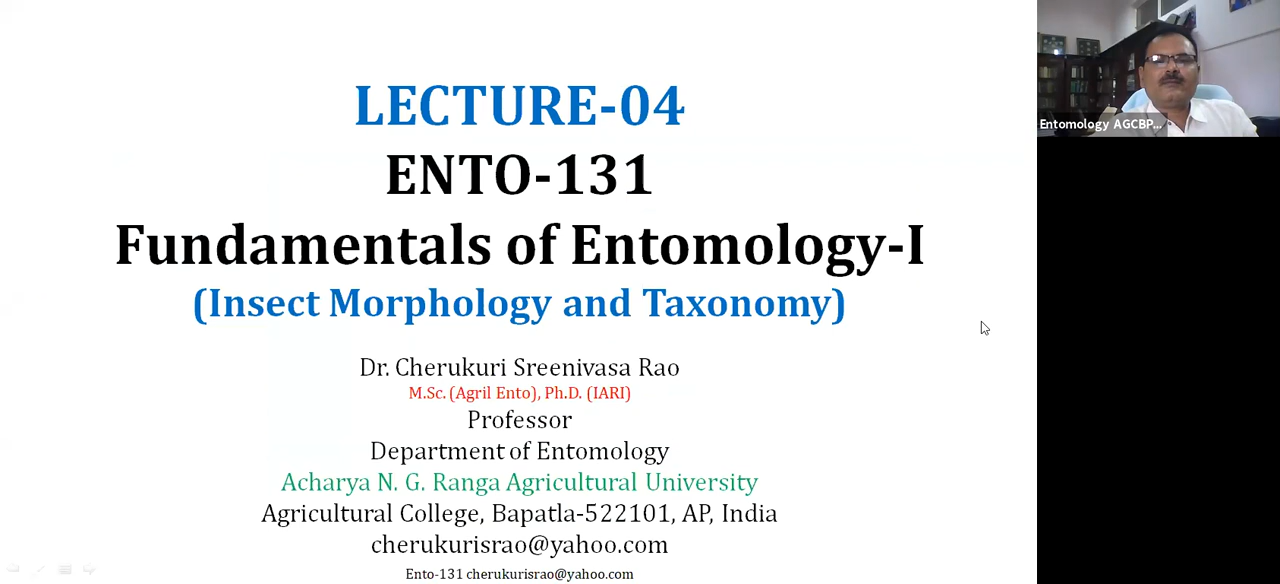 LECTURE-04
ENTO-131
Fundamentals of Entomology-I
(Insect Morphology and Taxonomy)
Dr. Cherukuri Sreenivasa Rao
M.Sc. (Agril Ento), Ph.D. (IARI)
Professor
Department of Entomology
Acharya N. G. Ranga Agricultural University
Agricultural College, Bapatla-522101, AP, India
cherukurisrao@yahoo.com
Ento-131 cherukurisrao@yahoo.com
Entomology AGCBP...